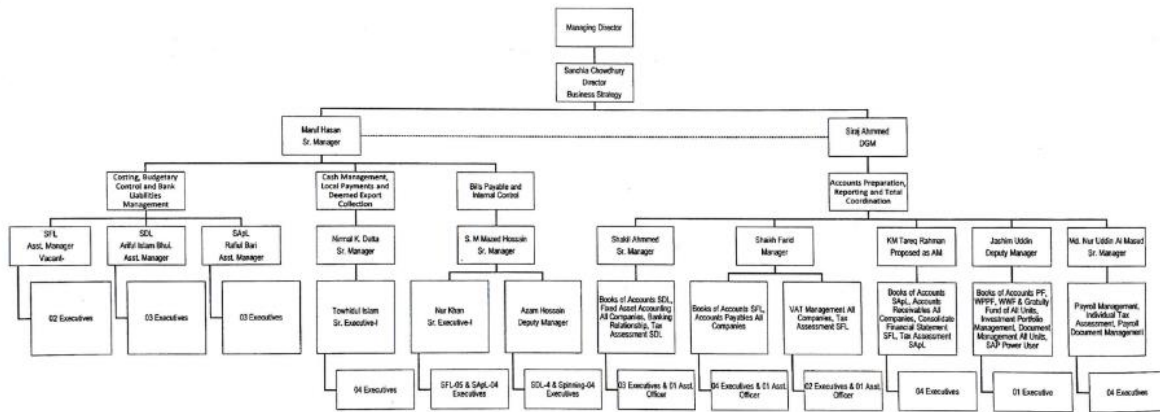 Managing Director
Sanchia Chowdhury
Director
Business Strategy
Maruf Hasan
Sr. Manager
Siraj Ahmmed
DGM
Costing, Budgetary
Control and Bank
Liabilities
Management
Cash Management,
Local Payments and
Deemed Export
Collection
Bills Payable and
Internal Control
Accounts Preparation,
Reporting and Total
Coordination
SFL
Asst. Manager
Vacant-
SDL
Ariful Islam Bhui.
Asst. Manager
SApL
Rafiul Bari
Asst. Manager
Nirmal K. Dutta
Sr. Manager
S. M Mazed Hossain
Sr. Manager
Shakil Ahmmed
Sr. Manager
Shaikh Farid
Manager
KM Tareq Rahman
Proposed as AM
Jashim Uddin
Deputy Manager
Md. Nur Uddin Al Masud
Sr. Manager
02 Executives
03 Executives
03 Executives
Towhidul Islam
Sr. Executive-I
Nur Khan
Sr. Executive-I
Azam Hossain
Deputy Manager
Books of Accounts SDL,
Fixed Asset Accounting
All Companies, Banking
Relationship, Tax
Assessment SDL
Books of Accounts SFL,
Accounts Payables All
Companies
VAT Management All
Companies, Tax
Assessment SFL
Books of Accounts
SApL, Accounts
Receivables All
Companies, Consolidate
Financial Statement
SFL, Tax Assessment
SApL
Books of Accounts PF,
WPPF, WWF & Gratuity
Fund of All Units,
Investment Portfolio
Management, Document
Management All Units,
SAP Power User
Payroll Management,
Individual Tax
Assessment, Payroll
Document Management
04 Executives
SFL-05 & SApL-04
Executives
SDL-4 & Spinning-04
Executives
03 Executives & 01 Asst.
Officer
04 Executives & 01 Asst.
Officer
02 Executives & 01 Asst.
Officer
04 Executives
01 Executive
04 Executives